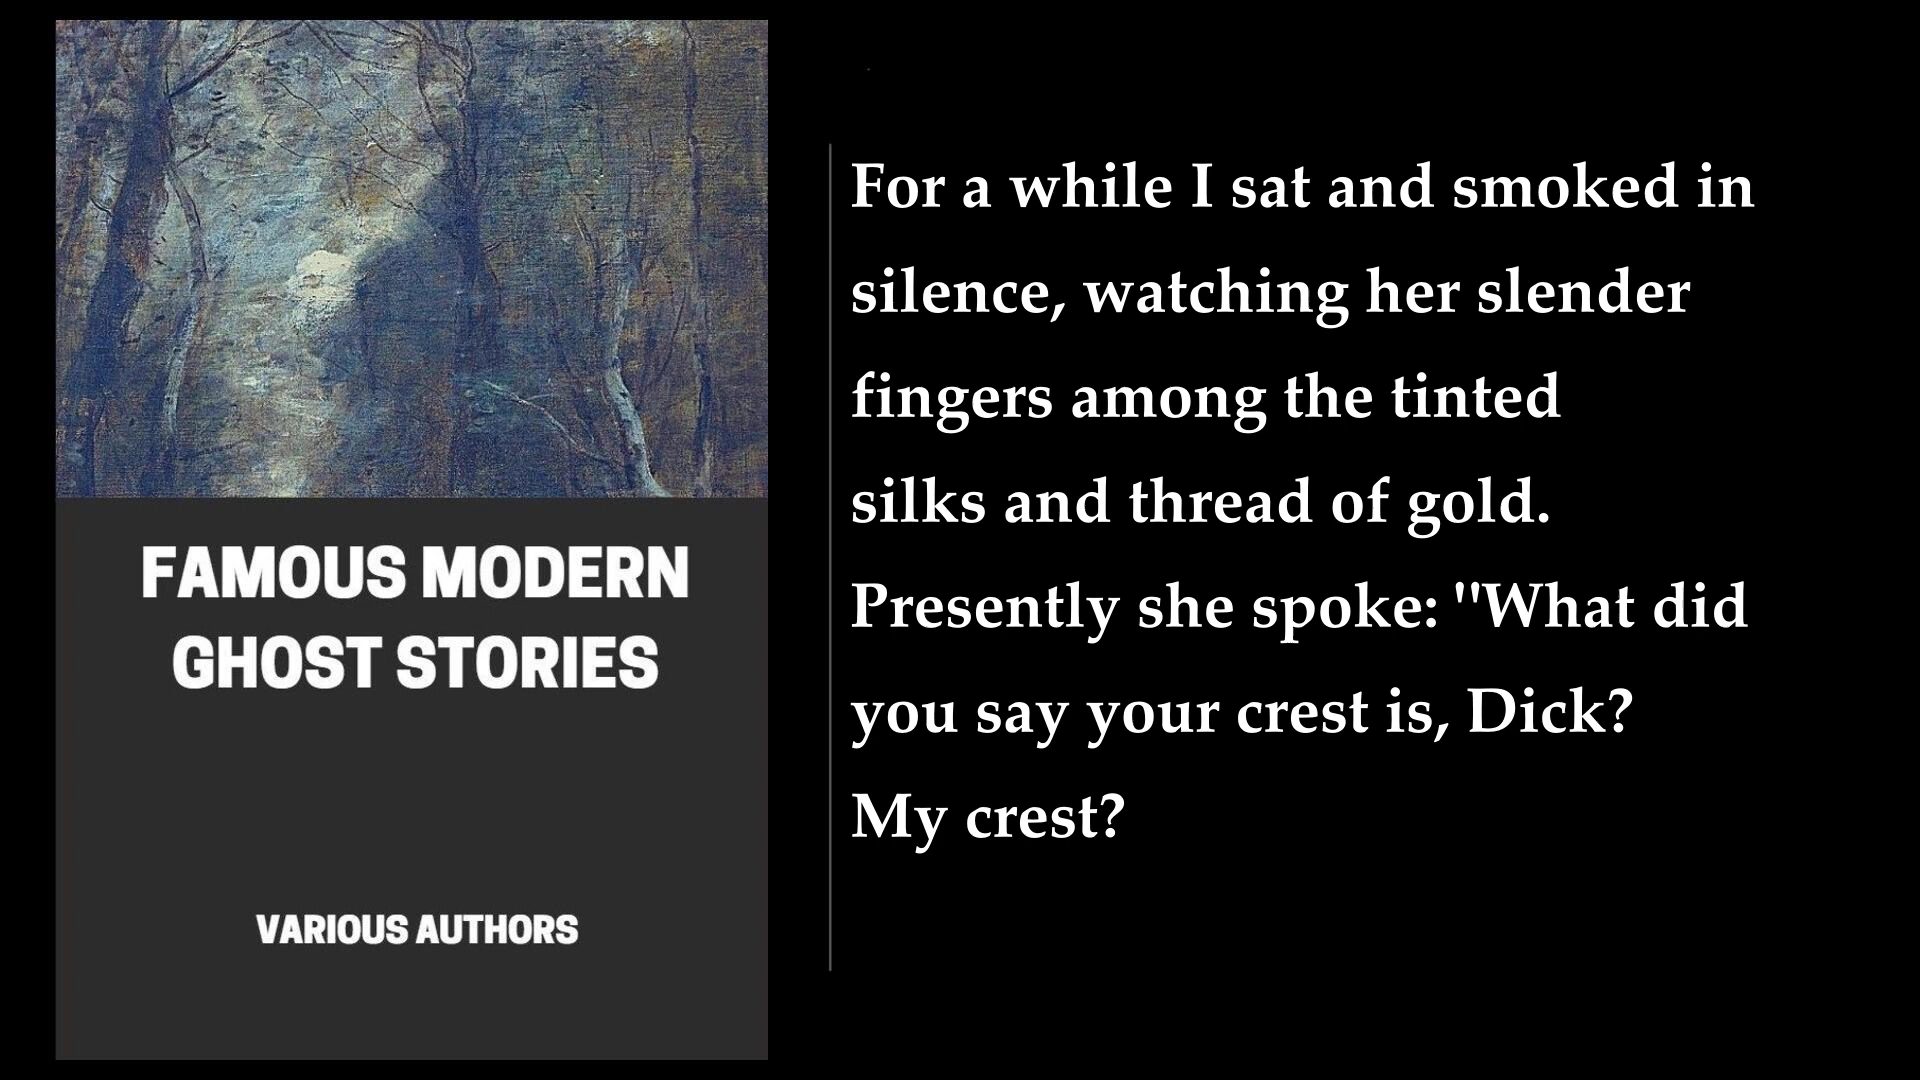 FAMOUS MODERN
GHOST STORIES
VARIOUS AUTHORS
For a while I sat and smoked in
silence, watching her slender
fingers among the tinted
silks and thread of gold.
Presently she spoke: "What did
you say your crest is, Dick?
My crest?